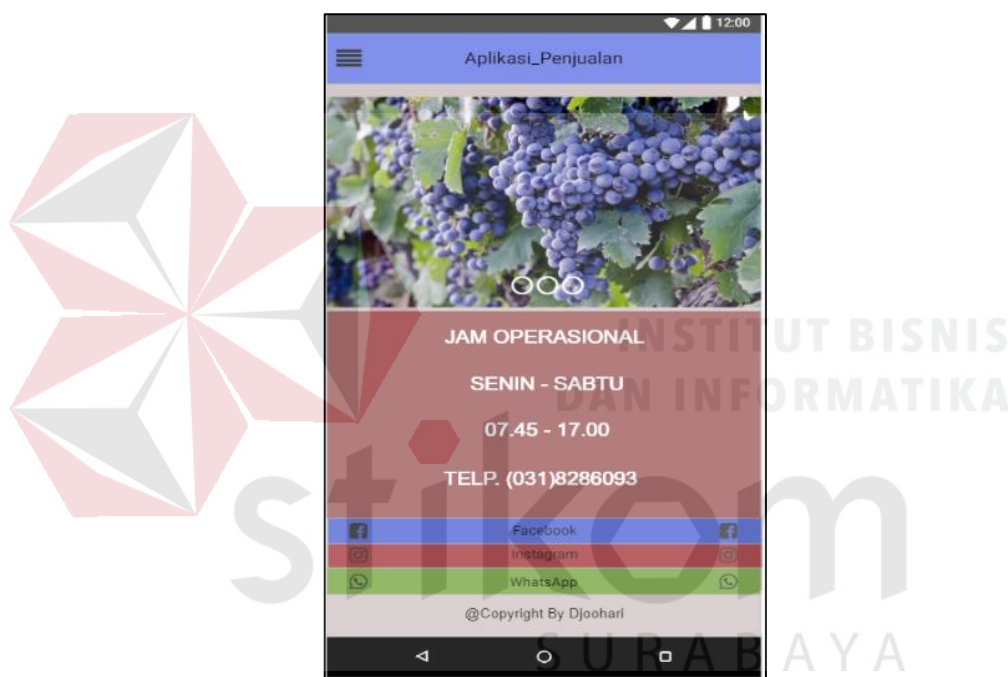 12:00
Aplikasi_Penjualan
JAM OPERASIONAL
SENIN - SABTU
07.45 - 17.00
TELP. (031)8286093
Facebook
Instagram
WhatsApp
@Copyright By Djoohari
INSTITUT BISNIS
DAN INFORMATIKA
stikom
SURABAYA